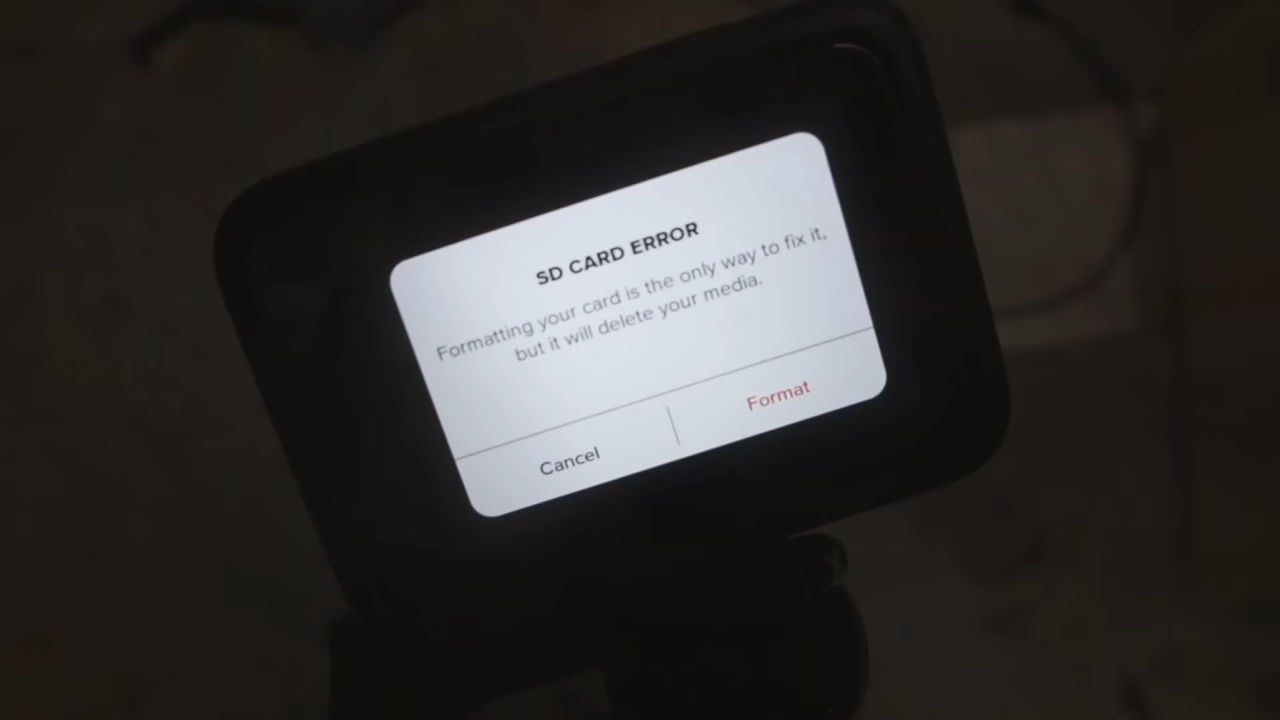 SD CARD ERROR
Formatting your card is the only way to fix it,
but it will delete your media.
Cancel
Format